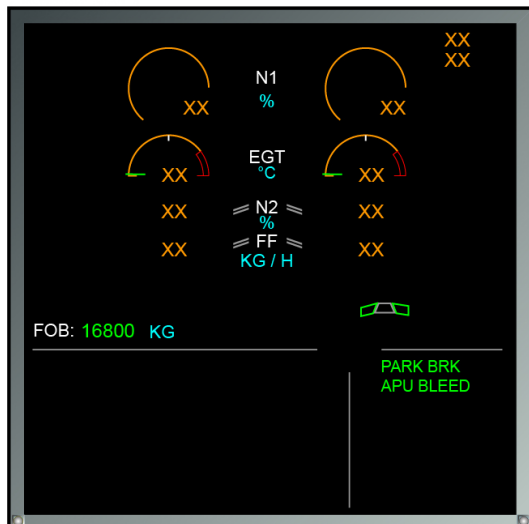 XX
XX
N1
%
XX XX
EGT
°C
XX XX
XX N2 XX
%
XX FF XX
KG / H
FOB: 16800 KG
PARK BRK
APU BLEED